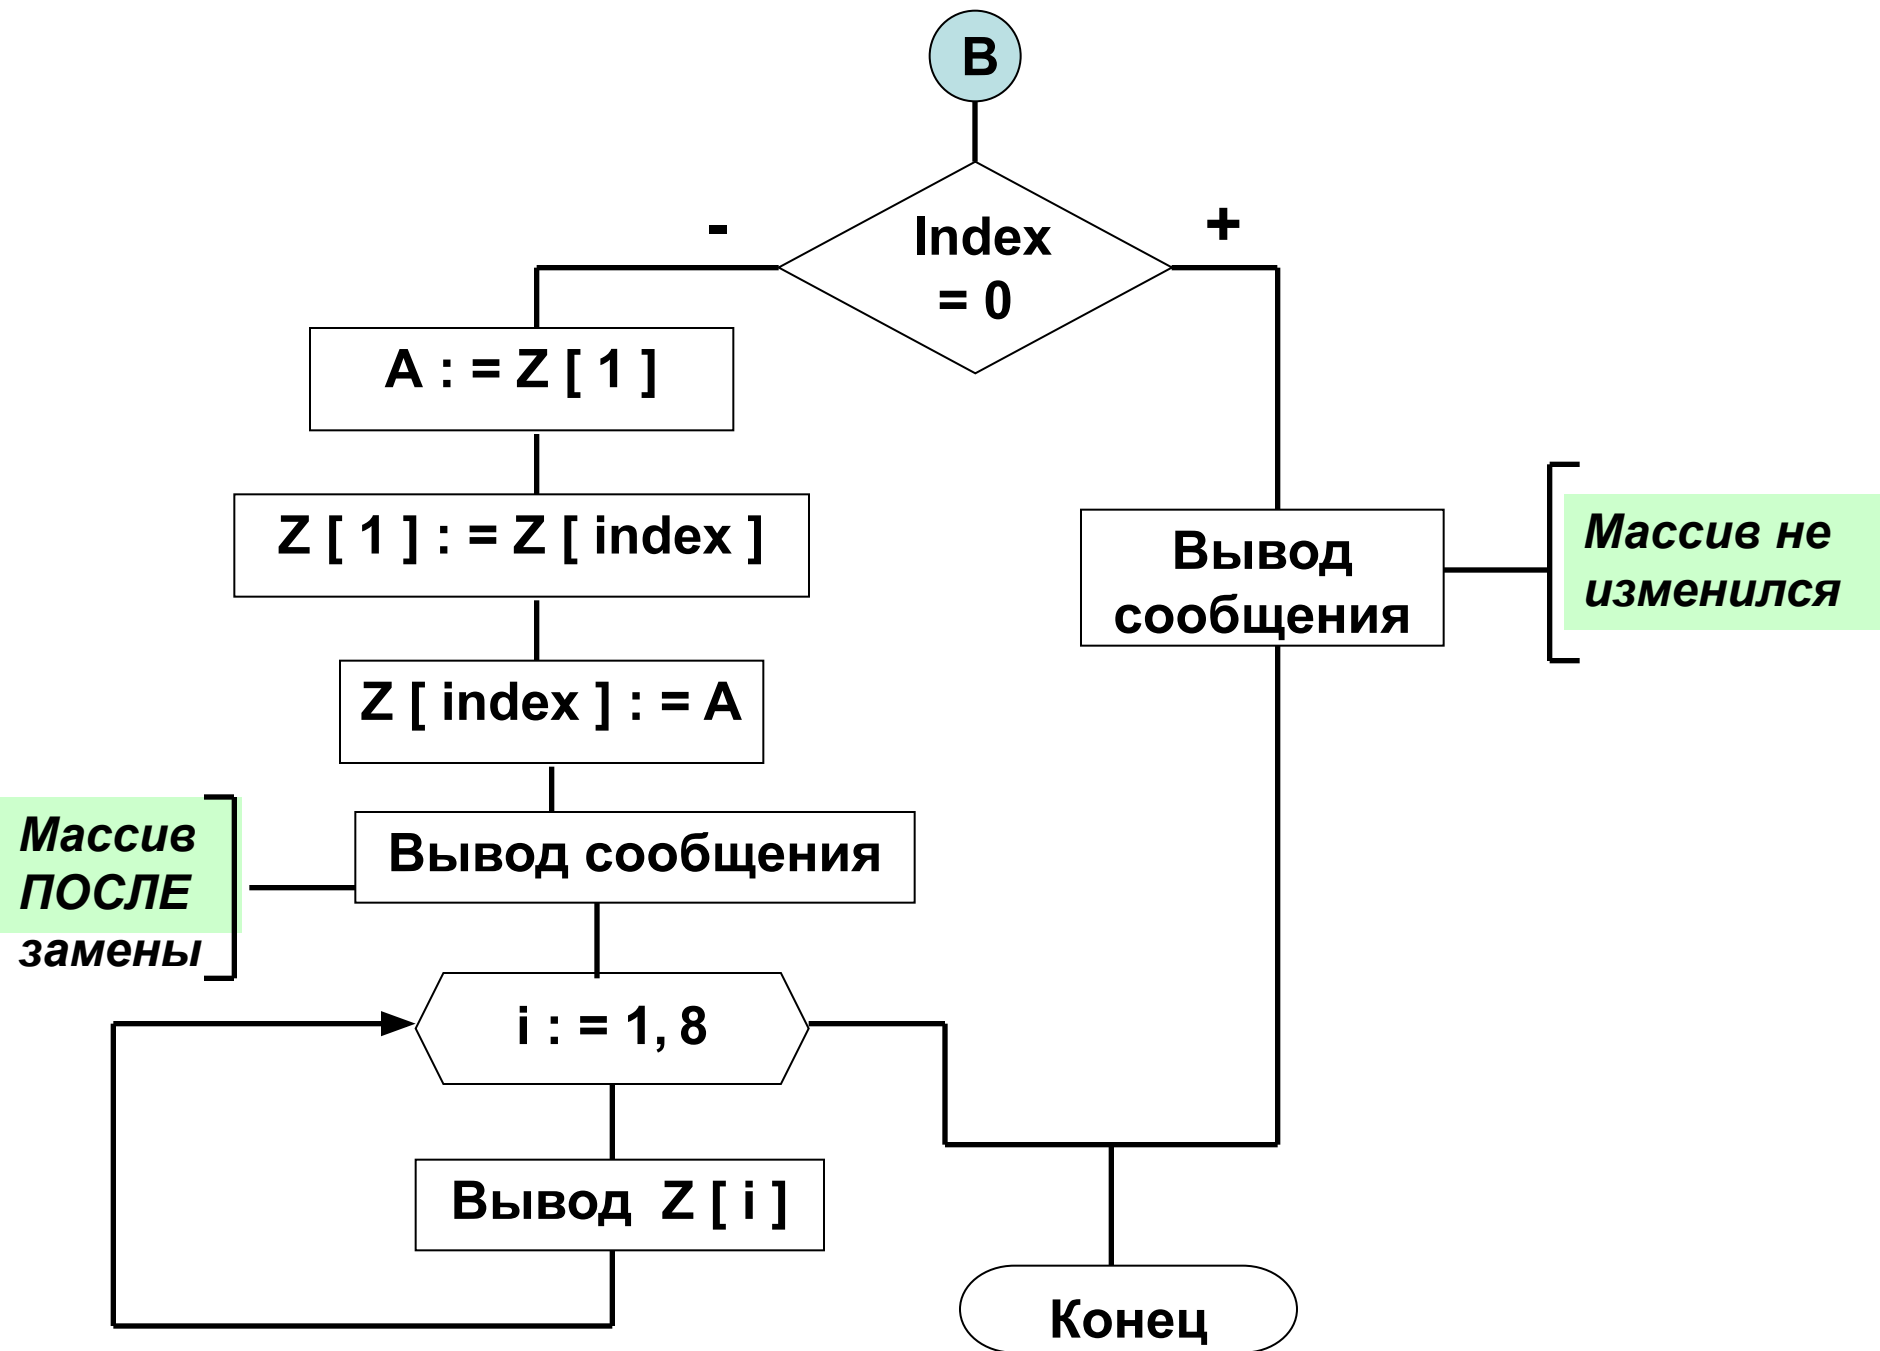 В
-
+
Index
= 0
A : = Z [ 1 ]
Z [ 1 ] : = Z [ index ]
Вывод
сообщения
Массив не
изменился
Z [ index ] : = A
Массив
ПОСЛЕ
замены
Вывод сообщения
i : = 1, 8
Вывод Z [ i ]
Конец